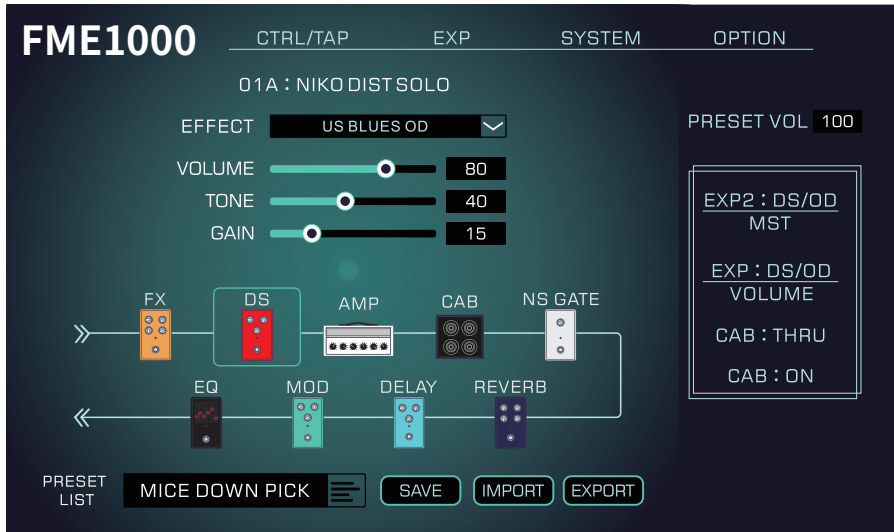 FME1000
CTRL/TAP EXP SYSTEM OPTION
01A : NIKO DIST SOLO
EFFECT US BLUES OD
PRESET VOL 100
VOLUME 80
TONE 40
GAIN 15
EXP2 : DS/OD
MST
EXP : DS/OD
VOLUME
CAB : THRU
CAB : ON
FX DS AMP CAB NS GATE
EQ MOD DELAY REVERB
PRESET
LIST
MICE DOWN PICK SAVE IMPORT EXPORT